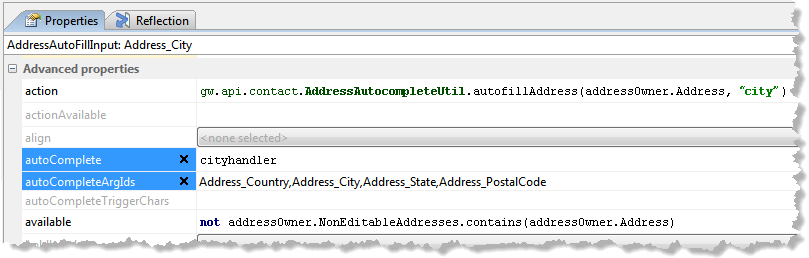 Properties Reflection
AddressAutoFillInput: Address_City
Advanced properties
action gw.api.contact.AddressAutocompleteUtil.autofillAddress(addressOwner.Address, "city")
actionAvailable
align <none selected>
autoComplete cityhandler
autoCompleteArgIds Address_Country,Address_City,Address_State,Address_PostalCode
autoCompleteTriggerChars
available not addressOwner.NonEditableAddresses.contains(addressOwner.Address)